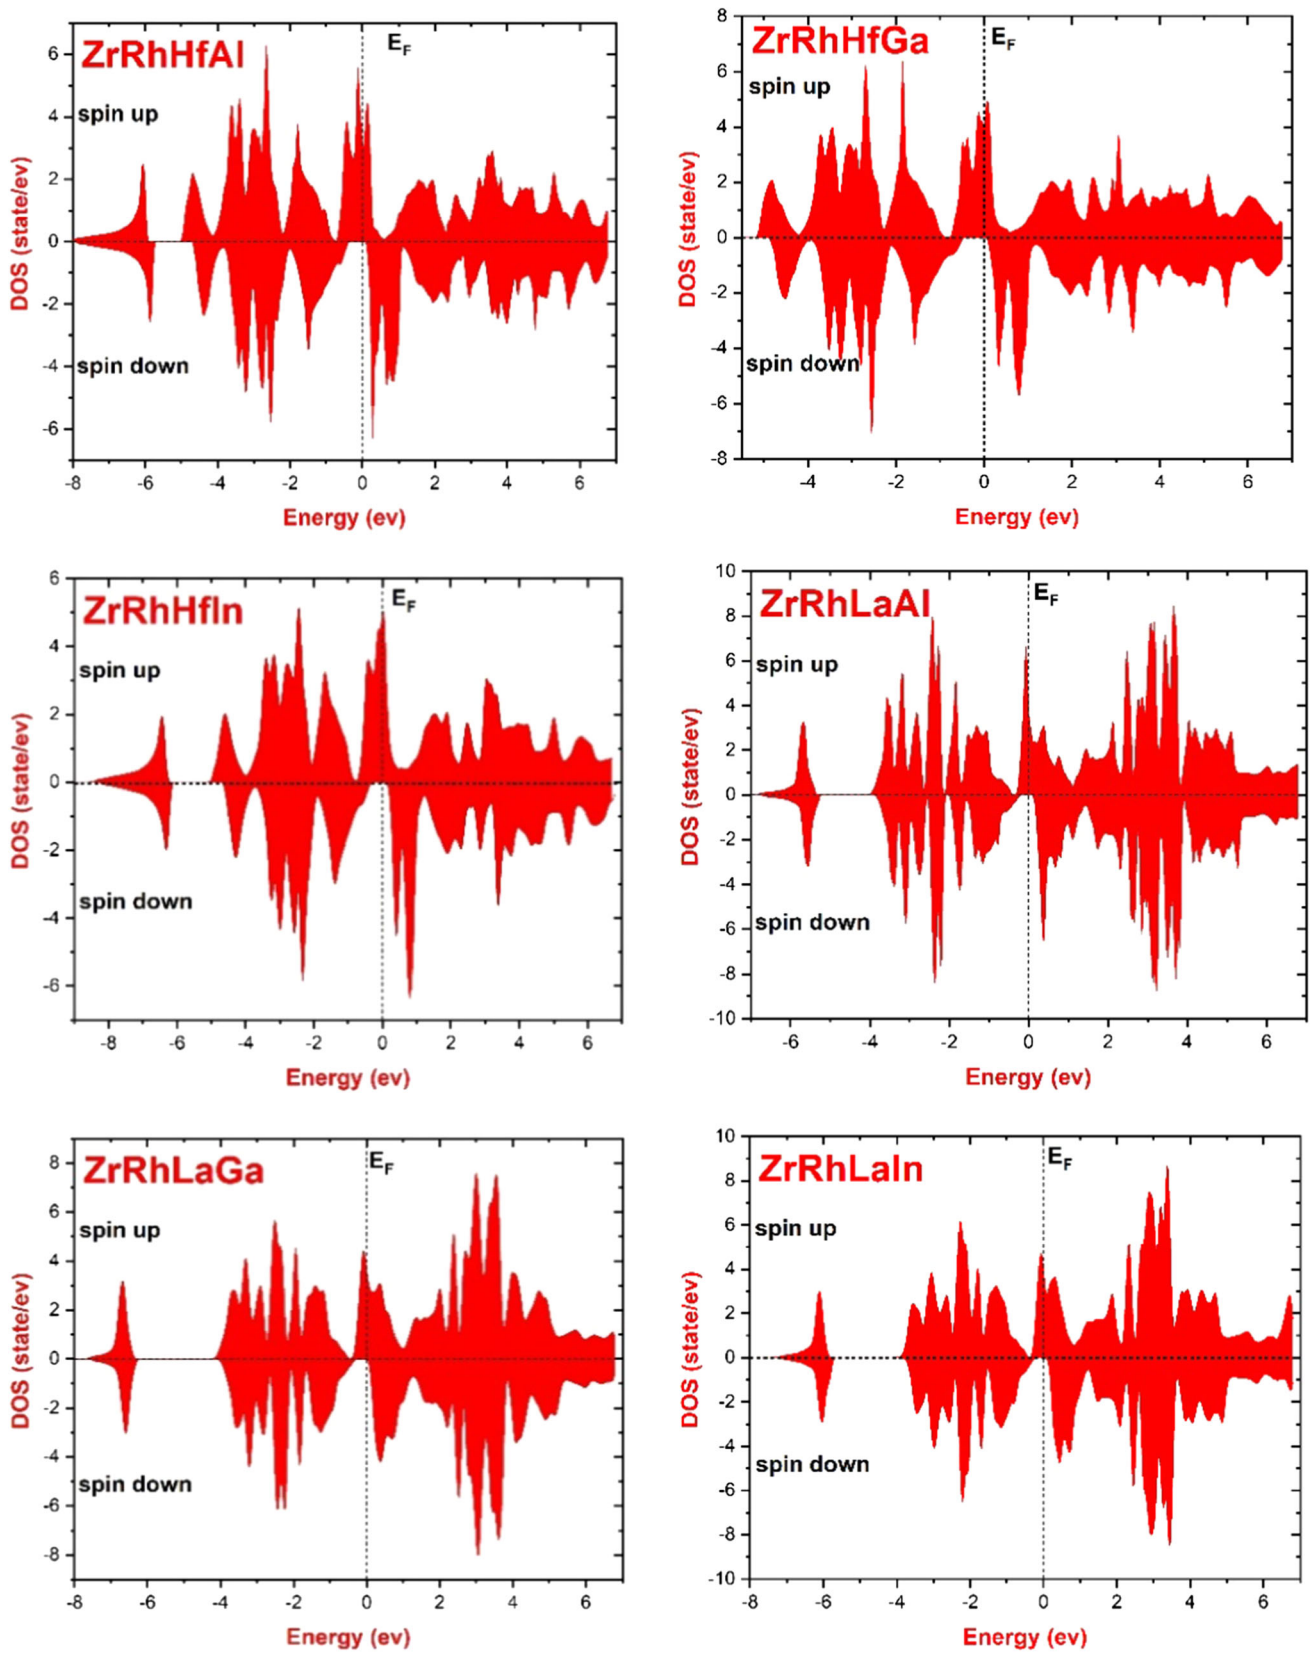 ZrRhHfAl
E_F
spin up
spin down
DOS (state/ev)
6
4
2
0
-2
-4
-6
-8 -6 -4 -2 0 2 4 6
Energy (ev)
ZrRhHfGa
E_F
spin up
spin down
DOS (state/ev)
8
6
4
2
0
-2
-4
-6
-8
-4 -2 0 2 4 6
Energy (ev)
ZrRhHfIn
E_F
spin up
spin down
DOS (state/ev)
6
4
2
0
-2
-4
-6
-8 -6 -4 -2 0 2 4 6
Energy (ev)
ZrRhLaAl
E_F
spin up
spin down
DOS (state/ev)
10
8
6
4
2
0
-2
-4
-6
-8
-10
-6 -4 -2 0 2 4 6
Energy (ev)
ZrRhLaGa
E_F
spin up
spin down
DOS (state/ev)
8
6
4
2
0
-2
-4
-6
-8
-8 -6 -4 -2 0 2 4
Energy (ev)
ZrRhLaIn
E_F
spin up
spin down
DOS (state/ev)
10
8
6
4
2
0
-2
-4
-6
-8
-10
-8 -6 -4 -2 0 2 4 6
Energy (ev)